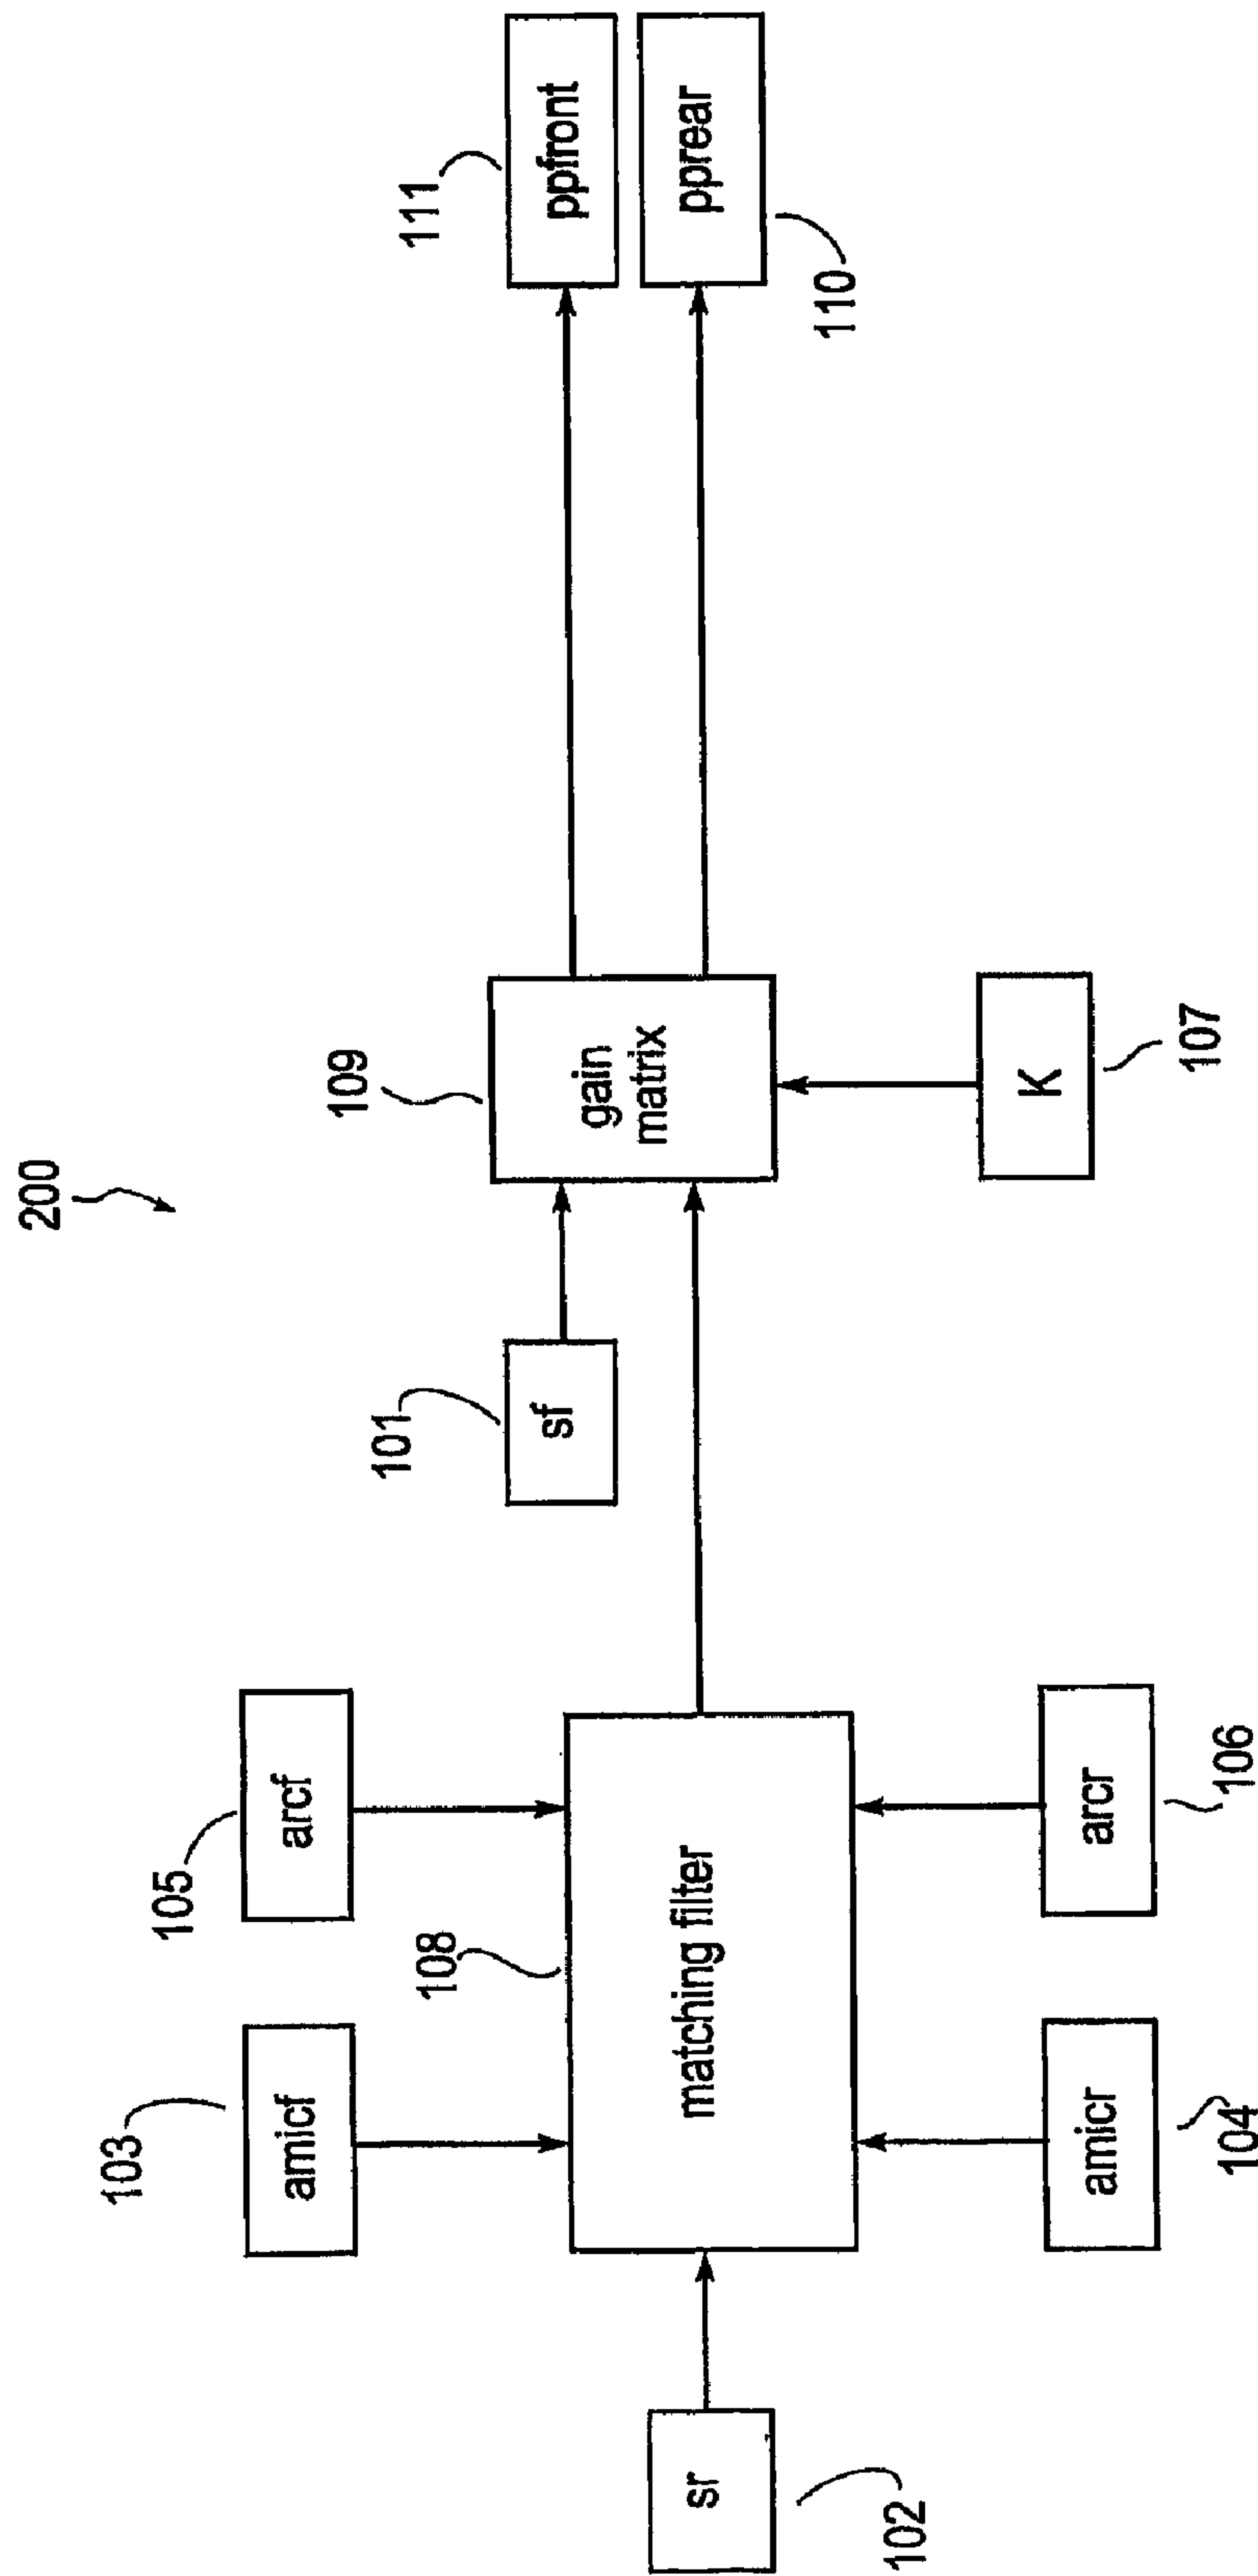 200
103
amicf
105
arcf
108
matching filter
sr
102
amicr
104
arcr
106
101
sf
109
gain
matrix
K
107
111
ppfront
pprear
110